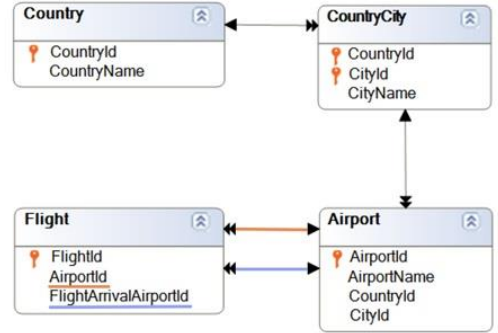 Country
CountryId
CountryName
CountryCity
CountryId
CityId
CityName
Flight
FlightId
AirportId
FlightArrivalAirportId
Airport
AirportId
AirportName
CountryId
CityId